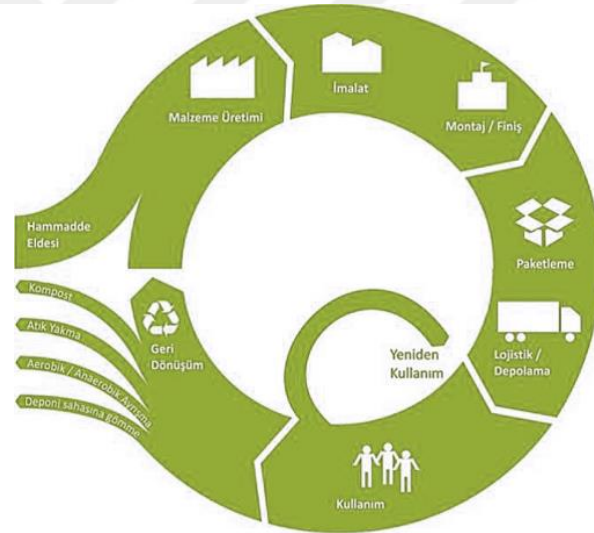 İmalat
Malzeme Üretimi
Montaj / Finiş
Hammadde
Eldesi
Paketleme
Kompost
Atık Yakma
Geri
Dönüşüm
Yeniden
Kullanım
Lojistik /
Depolama
Aerobik / Anaerobik Ayrışma
Deponi sahasına gömme
Kullanım